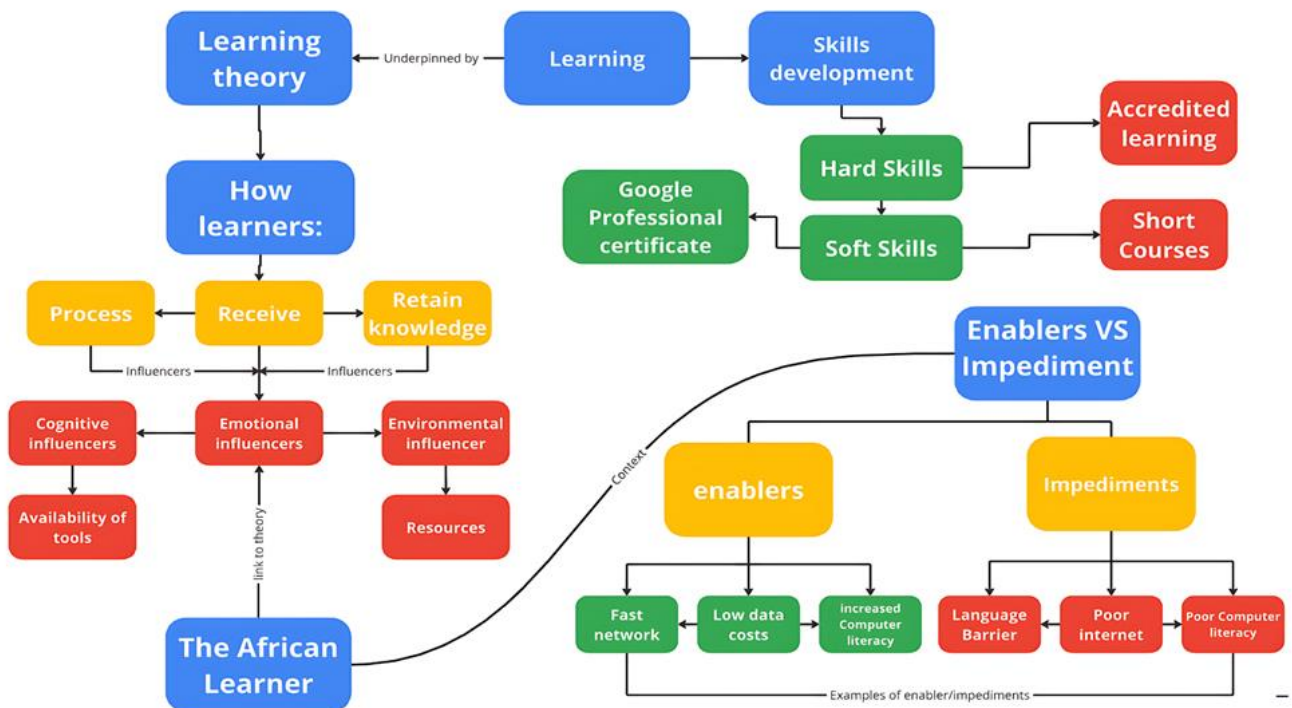 Learning
theory
Underpinned by
Learning
Skills
development
Accredited
learning
Hard Skills
How
learners:
Google
Professional
certificate
Soft Skills
Short
Courses
Process
Receive
Retain
knowledge
Influencers
Influencers
Enablers VS
Impediment
Cognitive
influencers
Emotional
influencers
Environmental
influencer
Context
enablers
Impediments
Availability of
tools
Resources
link to theory
Fast
network
Low data
costs
increased
Computer
literacy
Language
Barrier
Poor
internet
Poor Computer
literacy
The African
Learner
Examples of enabler/impediments